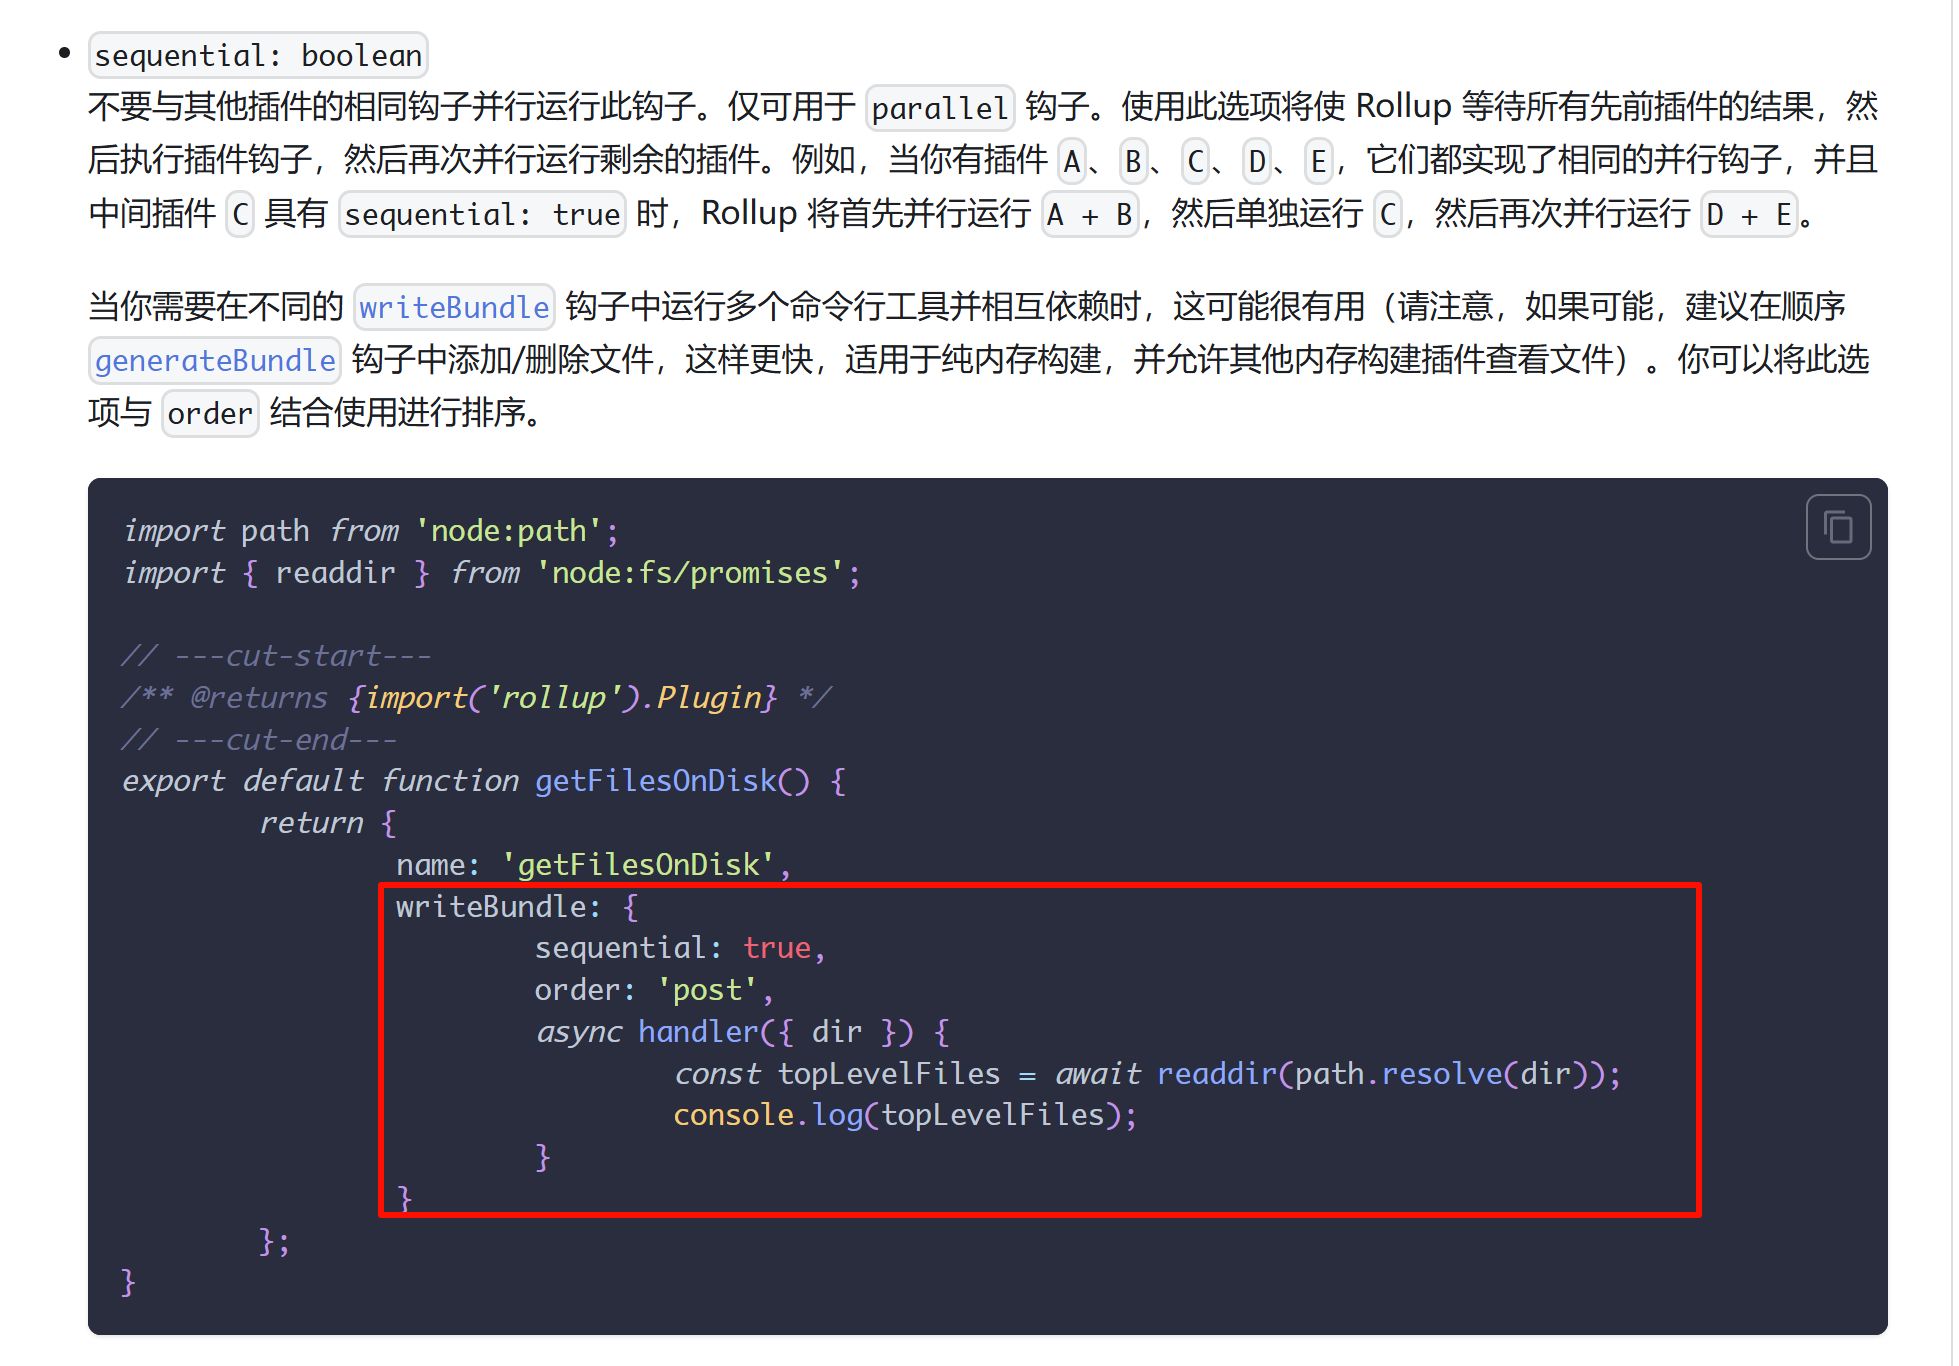 • sequential: boolean
不要与其他插件的相同钩子并行运行此钩子。仅可用于 parallel 钩子。使用此选项将使 Rollup 等待所有先前插件的结果，然
后执行插件钩子，然后再次并行运行剩余的插件。例如，当你有插件 A、B、C、D、E，它们都实现了相同的并行钩子，并且
中间插件 C 具有 sequential: true 时，Rollup 将首先并行运行 A + B，然后单独运行 C，然后再次并行运行 D + E。
当你需要在不同的 writeBundle 钩子中运行多个命令行工具并相互依赖时，这可能很有用（请注意，如果可能，建议在顺序
generateBundle 钩子中添加/删除文件，这样更快，适用于纯内存构建，并允许其他内存构建插件查看文件）。你可以将此选
项与 order 结合使用进行排序。
import path from 'node:path';
import { readdir } from 'node:fs/promises';
// ---cut-start---
/** @returns {import('rollup').Plugin} */
// ---cut-end---
export default function getFilesOnDisk() {
return {
name: 'getFilesOnDisk',
writeBundle: {
sequential: true,
order: 'post',
async handler({ dir }) {
const topLevelFiles = await readdir(path.resolve(dir));
console.log(topLevelFiles);
}
}
};
}